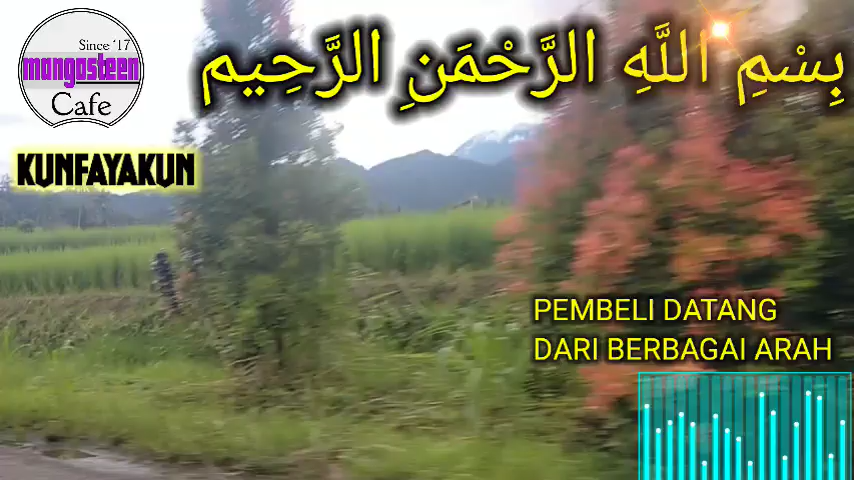 Since '17
mangosteen
Cafe
بِسْمِ اللَّهِ الرَّحْمَنِ الرَّحِيم
KUNFAYAKUN
PEMBELI DATANG
DARI BERBAGAI ARAH